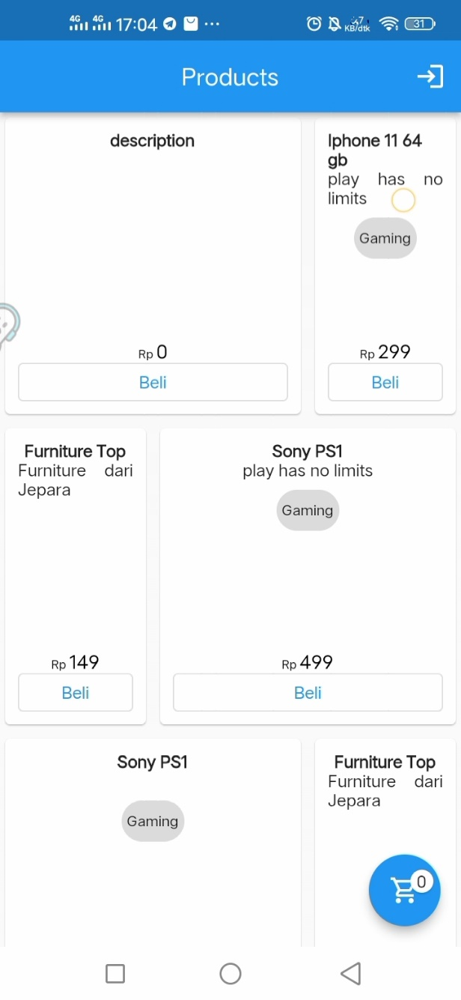 4G 4G 17:04 ··· KB/dtk 31
Products
description
Rp 0
Beli
Iphone 11 64
gb
play has no
limits
Gaming
Rp 299
Beli
Furniture Top
Furniture dari
Jepara
Rp 149
Beli
Sony PS1
play has no limits
Gaming
Rp 499
Beli
Sony PS1
Gaming
Furniture Top
Furniture dari
Jepara
0